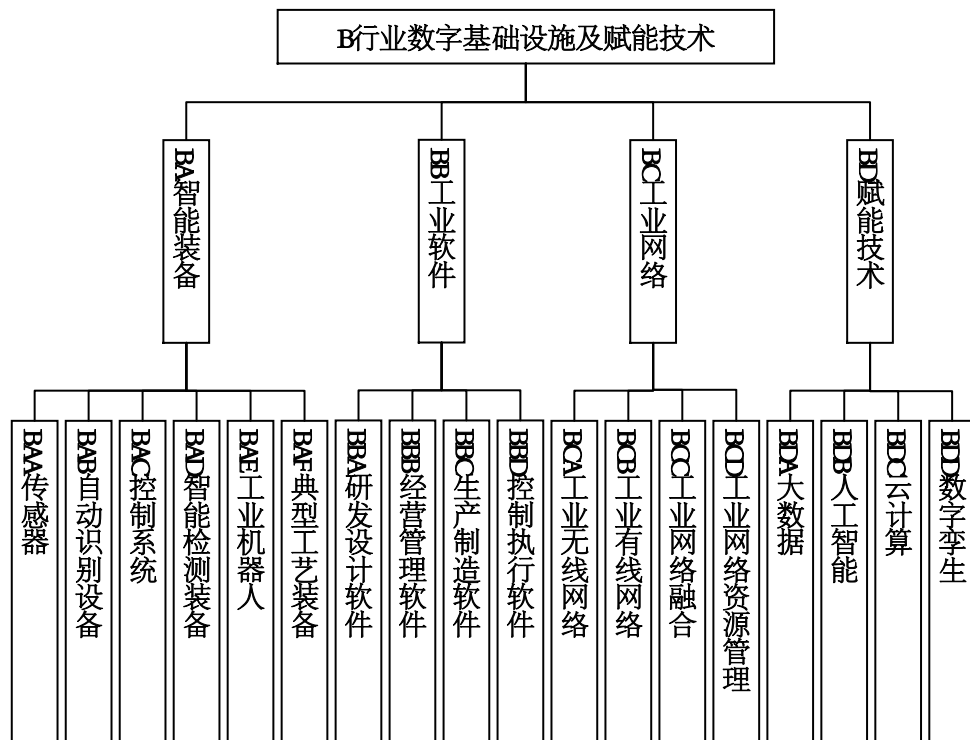 B行业数字基础设施及赋能技术
BA智能装备
BB工业软件
BC工业网络
BD赋能技术
BAA传感器
BAB自动识别设备
BAC控制系统
BAD智能检测装备
BAE工业机器人
BAF典型工艺装备
BBA研发设计软件
BBB经营管理软件
BBC生产制造软件
BBD控制执行软件
BCA工业无线网络
BCB工业有线网络
BCC工业网络融合
BCD工业网络资源管理
BDA大数据
BDB人工智能
BDC云计算
BDD数字孪生